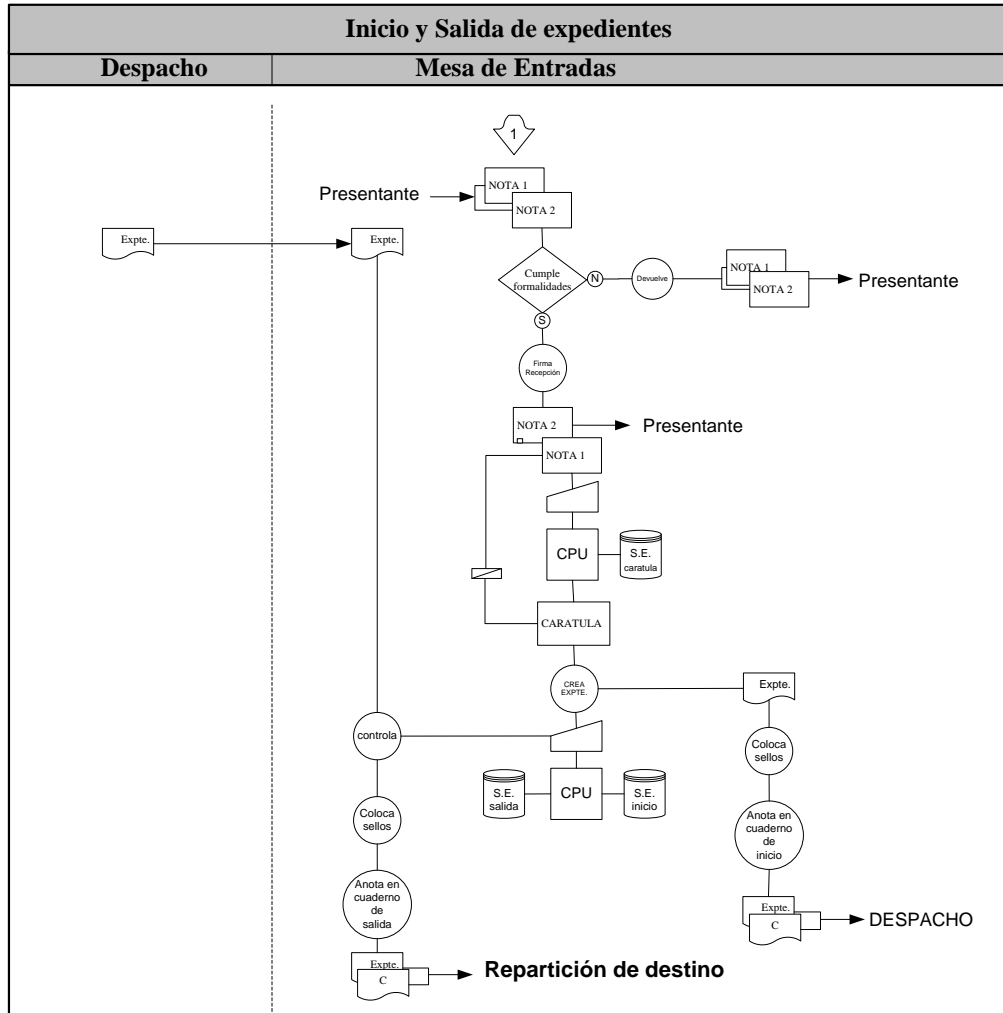 Inicio y Salida de expedientes
Despacho
Mesa de Entradas
1
Presentante
NOTA 1
NOTA 2
Expte.
Expte.
Cumple
formalidades
N
Devuelve
NOTA 1
NOTA 2
Presentante
S
Firma
Recepción
NOTA 2
Presentante
NOTA 1
CPU
S.E.
caratula
CARATULA
CREA
EXPTE.
Expte.
controla
Coloca
sellos
S.E.
salida
CPU
S.E.
inicio
Coloca
sellos
Anota en
cuaderno
de
inicio
Anota en
cuaderno
de
salida
Expte.
C
DESPACHO
Expte.
C
Repartición de destino